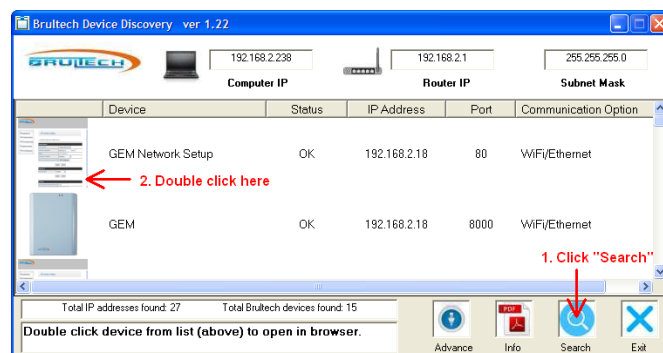 Brultech Device Discovery ver 1.22
BRULTECH
192.168.2.238
192.168.2.1
255.255.255.0
Computer IP
Router IP
Subnet Mask
Device Status IP Address Port Communication Option
GEM Network Setup OK 192.168.2.18 80 WiFi/Ethernet
2. Double click here
GEM OK 192.168.2.18 8000 WiFi/Ethernet
1. Click "Search"
Total IP addresses found: 27 Total Brultech devices found: 15
Double click device from list (above) to open in browser.
PDF
Advance Info Search Exit